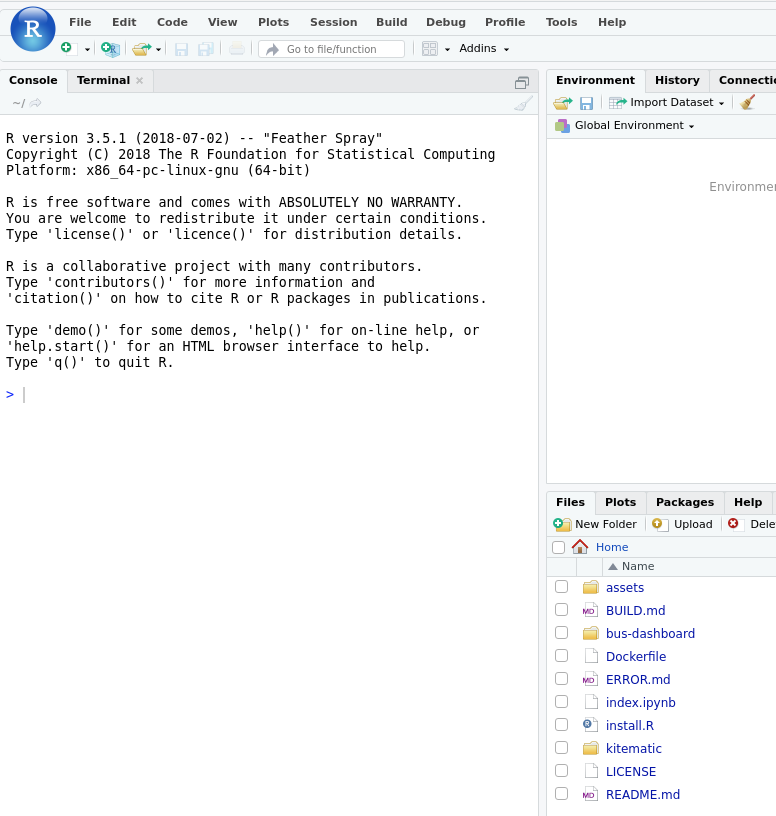 R
File Edit Code View Plots Session Build Debug Profile Tools Help
Go to file/function Addins
Console Terminal
~/
R version 3.5.1 (2018-07-02) -- "Feather Spray"
Copyright (C) 2018 The R Foundation for Statistical Computing
Platform: x86_64-pc-linux-gnu (64-bit)
R is free software and comes with ABSOLUTELY NO WARRANTY.
You are welcome to redistribute it under certain conditions.
Type 'license()' or 'licence()' for distribution details.
R is a collaborative project with many contributors.
Type 'contributors()' for more information and
'citation()' on how to cite R or R packages in publications.
Type 'demo()' for some demos, 'help()' for on-line help, or
'help.start()' for an HTML browser interface to help.
Type 'q()' to quit R.
>
Environment History Connectio
Import Dataset
Global Environment
Environmen
Files Plots Packages Help
New Folder Upload Dele
Home
Name
assets
MD BUILD.md
bus-dashboard
Dockerfile
MD ERROR.md
index.ipynb
R install.R
kitematic
LICENSE
MD README.md